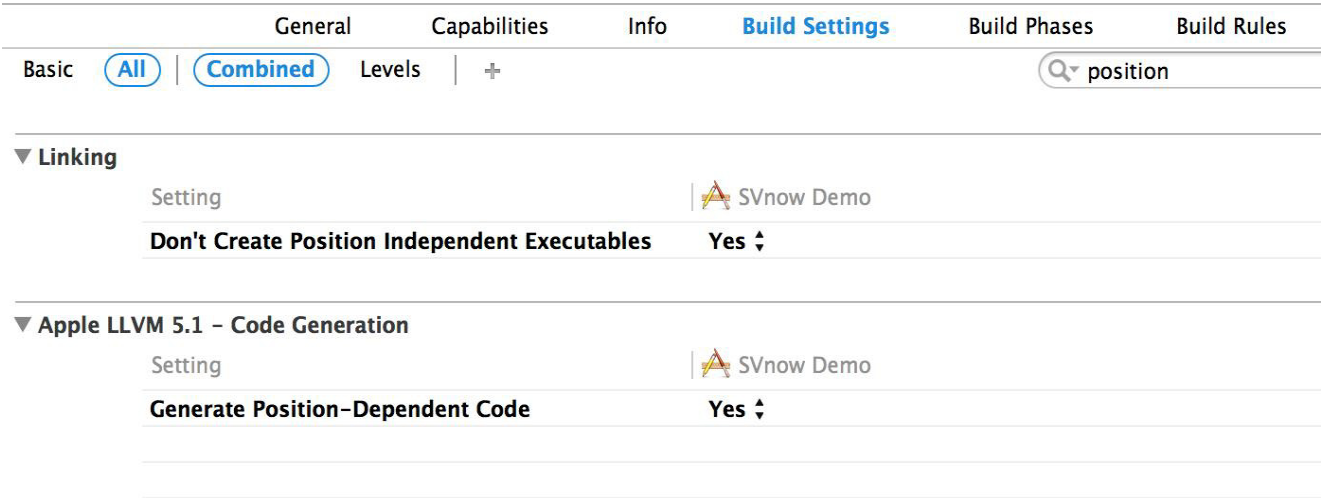 General Capabilities Info Build Settings Build Phases Build Rules
Basic All Combined Levels + position
Linking
Setting SVnow Demo
Don't Create Position Independent Executables Yes
Apple LLVM 5.1 - Code Generation
Setting SVnow Demo
Generate Position-Dependent Code Yes